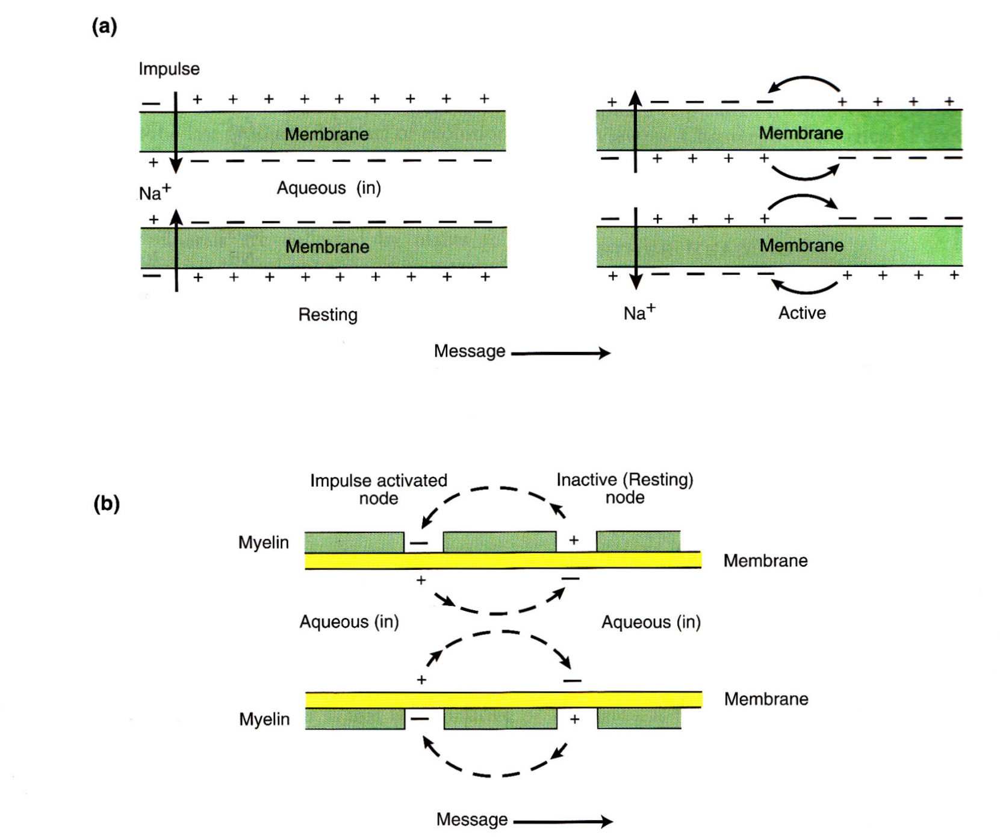 (a)
Impulse
− + + + + + + + + +
Membrane
+ − − − − − − − − −
Na+
Aqueous (in)
+ − − − − − − − − −
Membrane
− + + + + + + + + +
Resting
+ − − − − + + + +
Membrane
− + + + + − − − −
− + + + + − − − −
Membrane
+ − − − − + + + +
Na+
Active
Message
(b)
Impulse activated
node
Inactive (Resting)
node
Myelin
− +
Membrane
+ −
Aqueous (in)
Aqueous (in)
+ −
Membrane
Myelin
− +
Message